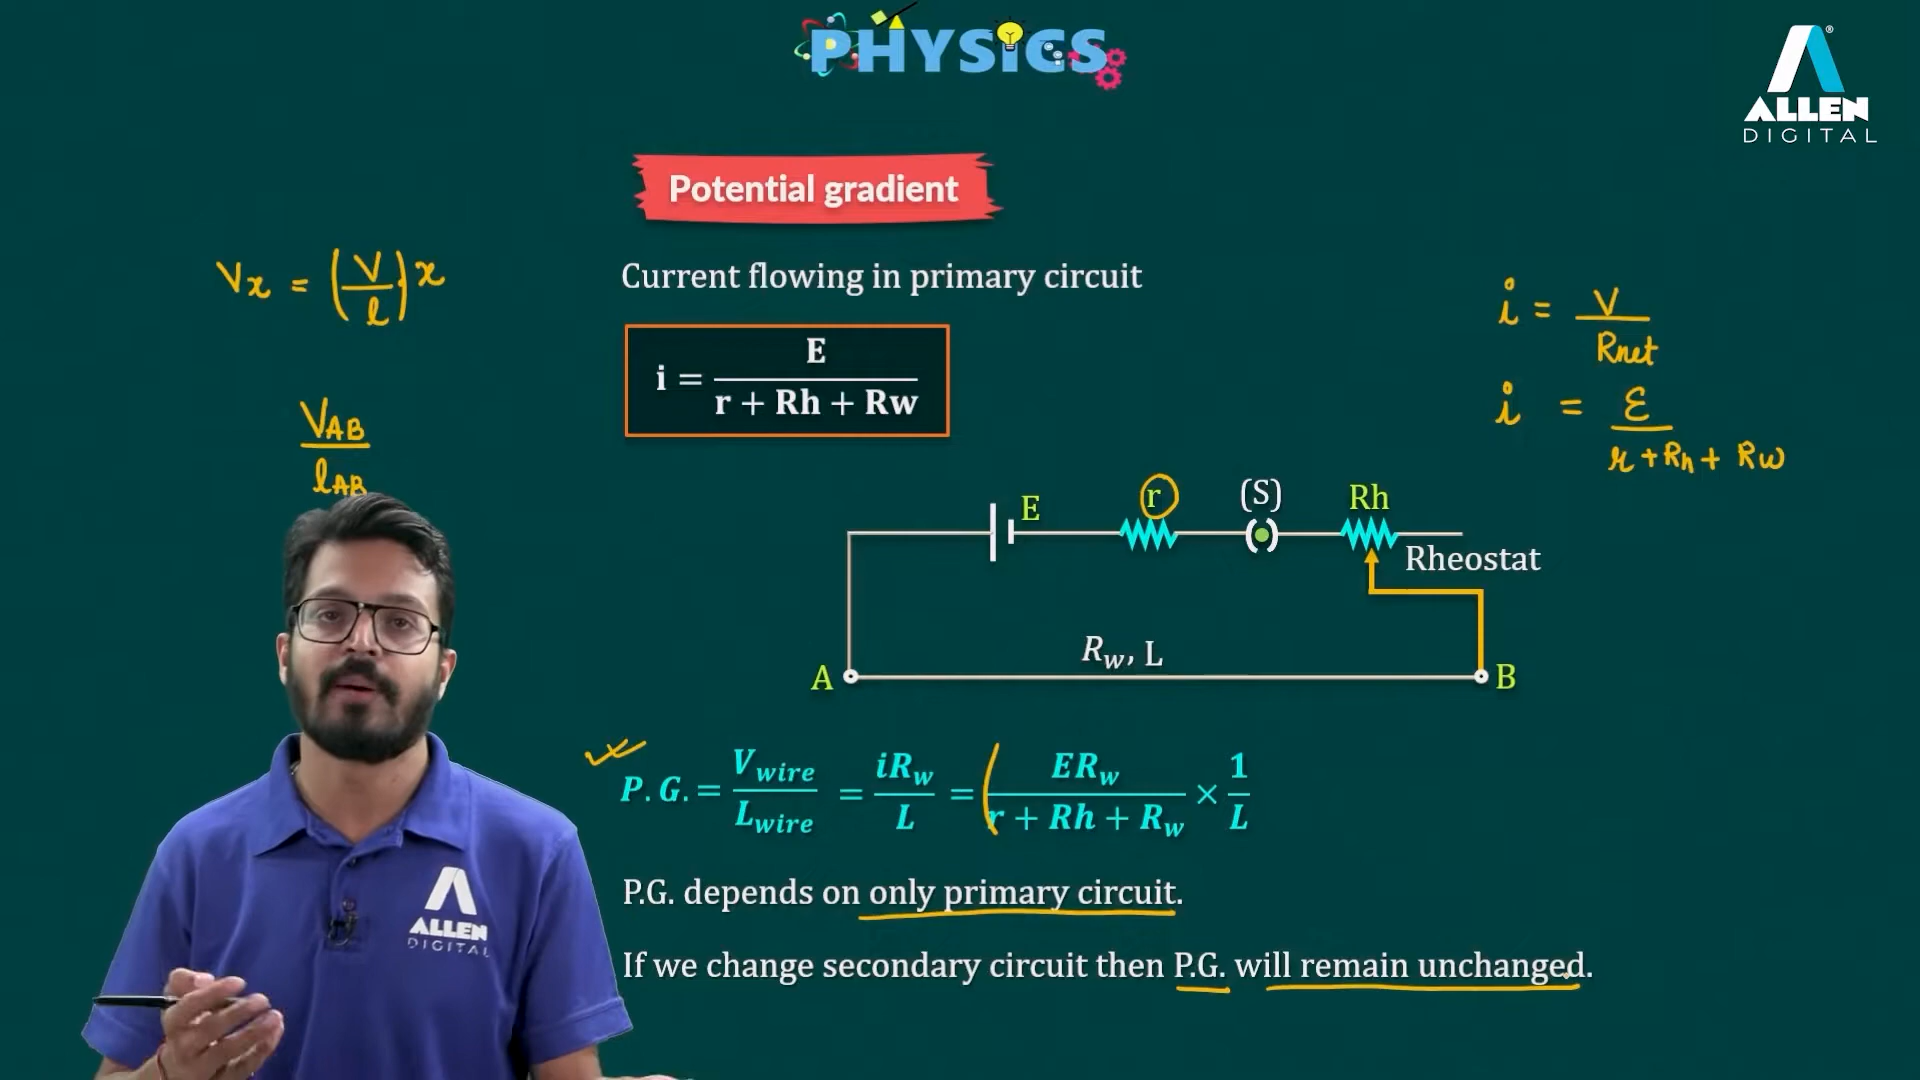 PHYSICS
ALLEN
DIGITAL
Potential gradient
Vx = (V/l) x
Current flowing in primary circuit
i = E / (r + Rh + Rw)
i = V / Rnet
i = ε / (r + Rh + Rw)
VAB / lAB
E
r
(S)
Rh
Rheostat
Rw, L
A
B
P.G. = Vwire / Lwire = iRw / L = (ERw / r + Rh + Rw × 1 / L
P.G. depends on only primary circuit.
If we change secondary circuit then P.G. will remain unchanged.
ALLEN
DIGITAL